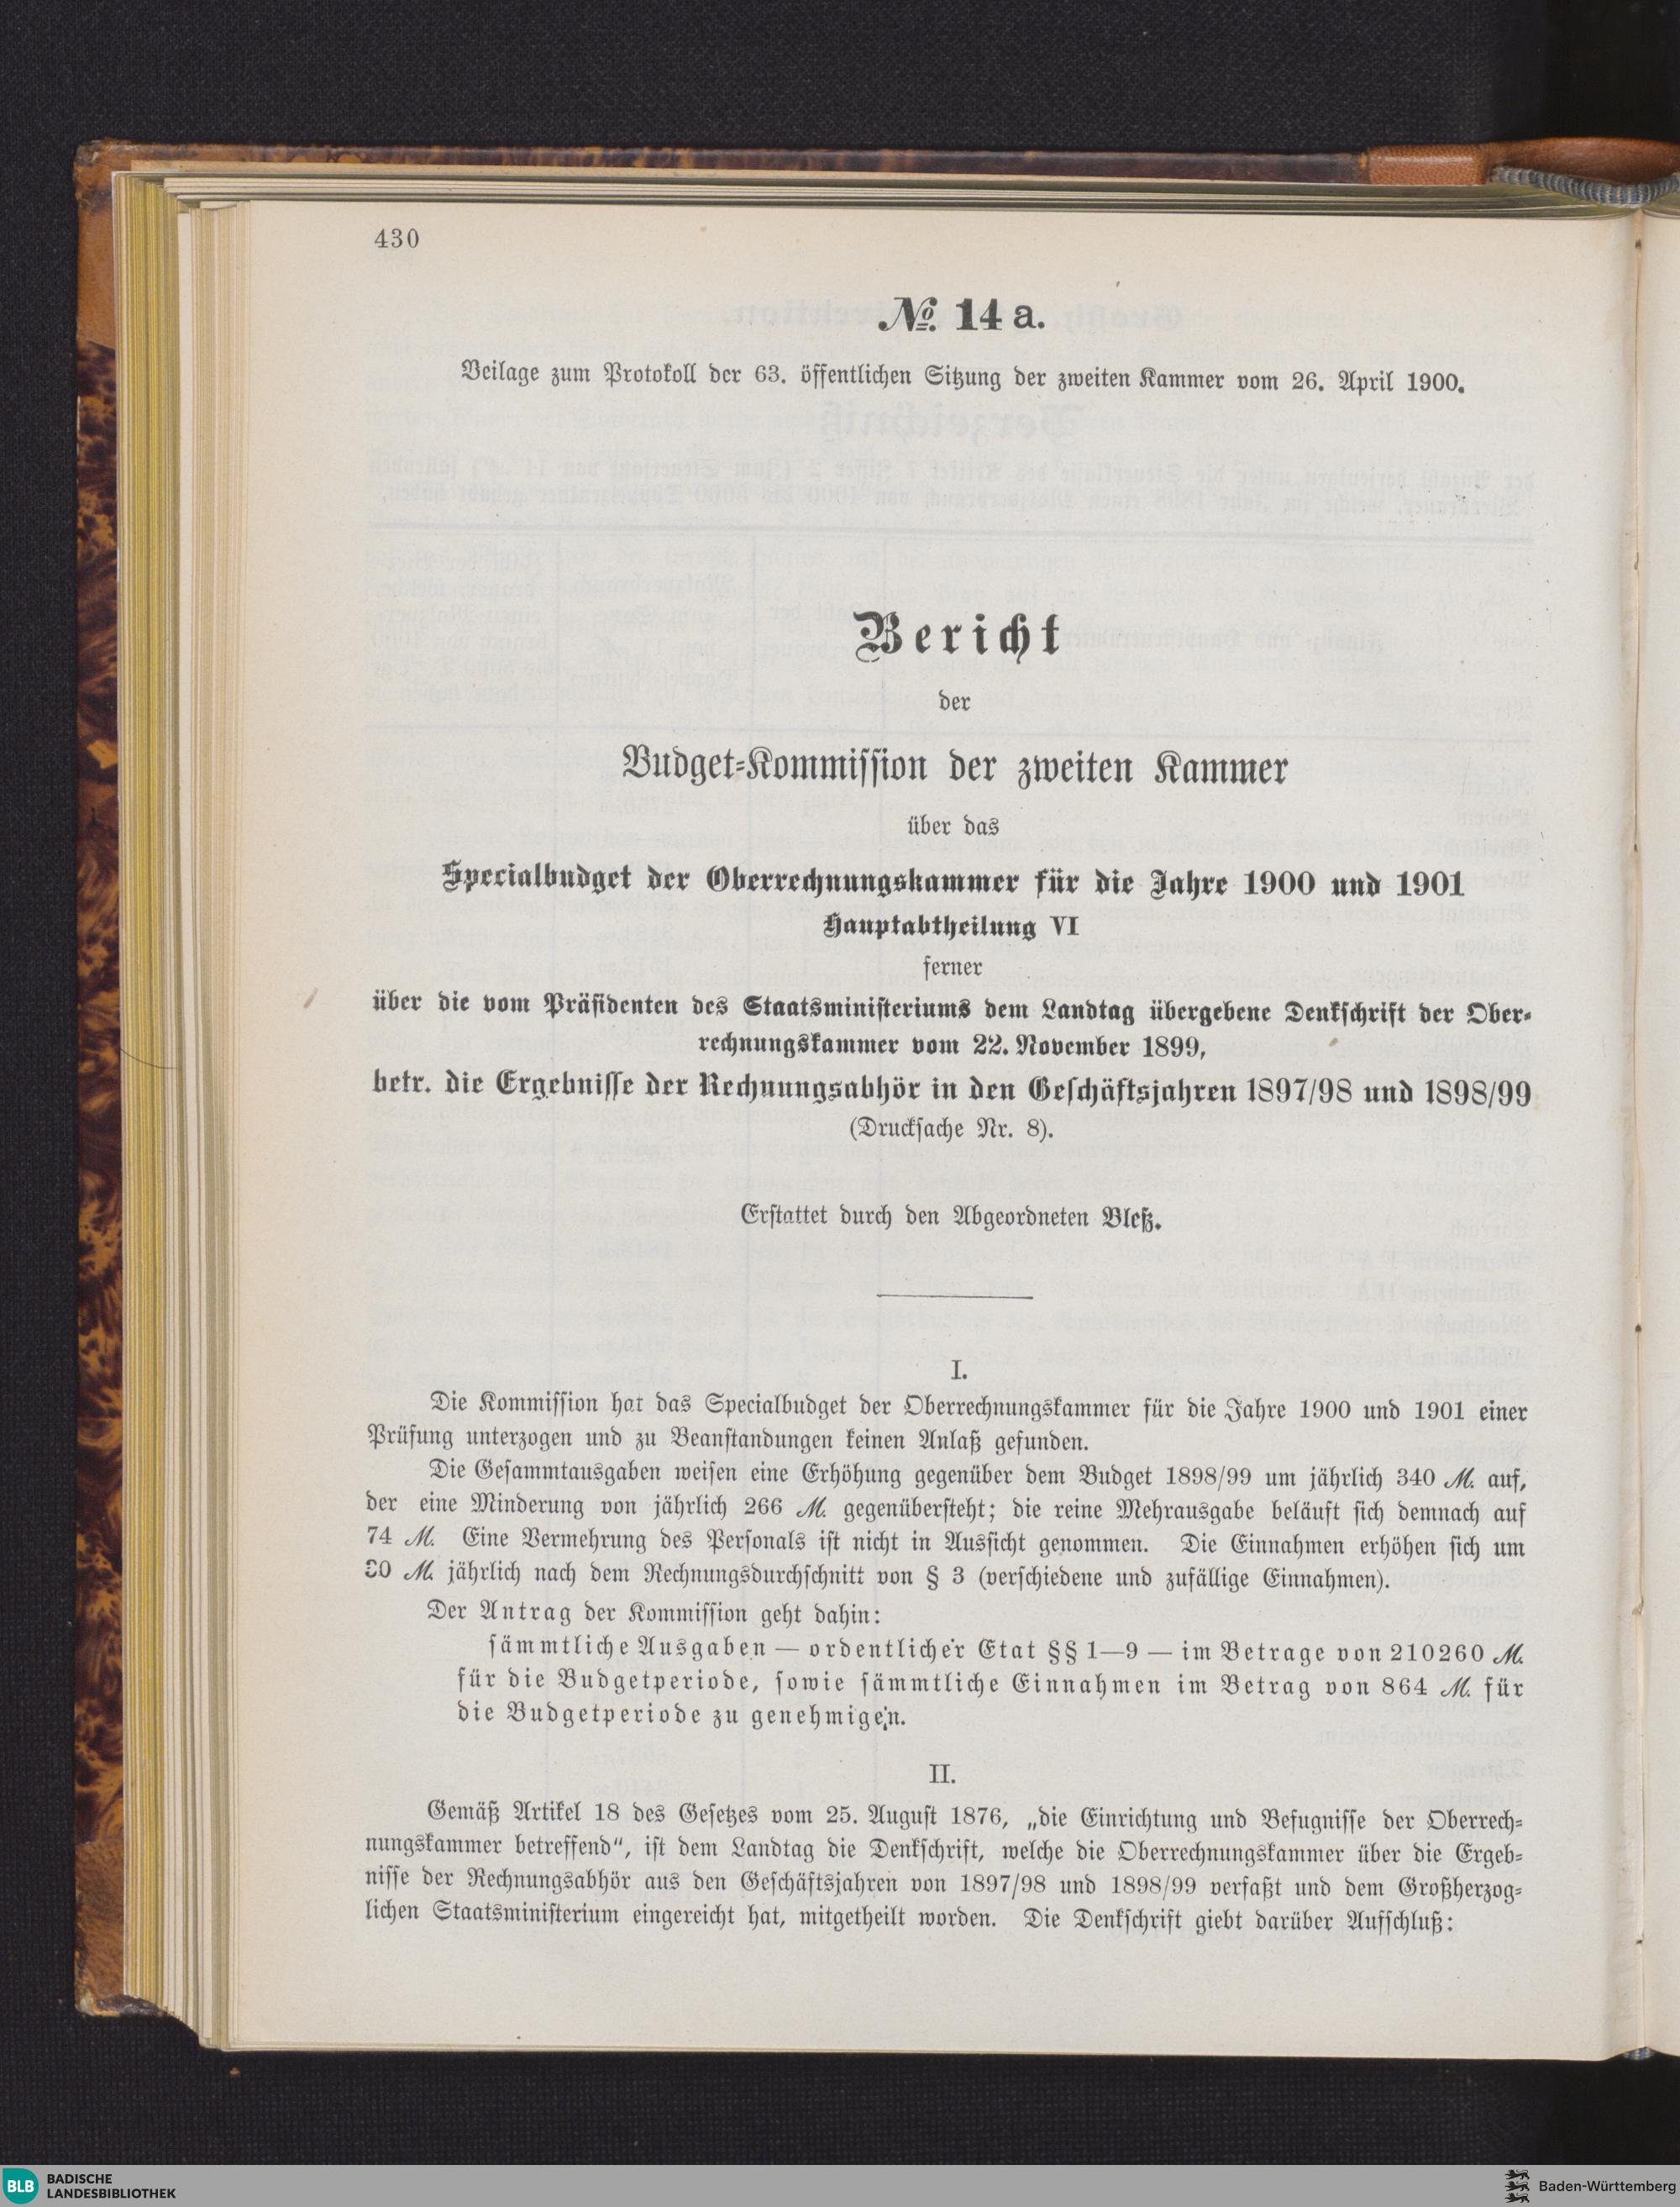 430
No. 14 a.
Beilage zum Protokoll der 63. öffentlichen Sitzung der zweiten Kammer vom 26. April 1900.
Bericht
der
Budget-Kommission der zweiten Kammer
über das
Specialbudget der Oberrechnungskammer für die Jahre 1900 und 1901
Hauptabtheilung VI
ferner
über die vom Präsidenten des Staatsministeriums dem Landtag übergebene Denkschrift der Ober-
rechnungskammer vom 22. November 1899,
betr. die Ergebnisse der Rechnungsabhör in den Geschäftsjahren 1897/98 und 1898/99
(Drucksache Nr. 8).
Erstattet durch den Abgeordneten Bleß.
I.
Die Kommission hat das Specialbudget der Oberrechnungskammer für die Jahre 1900 und 1901 einer
Prüfung unterzogen und zu Beanstandungen keinen Anlaß gefunden.
Die Gesammtausgaben weisen eine Erhöhung gegenüber dem Budget 1898/99 um jährlich 340 M. auf,
der eine Minderung von jährlich 266 M. gegenübersteht; die reine Mehrausgabe beläuft sich demnach auf
74 M. Eine Vermehrung des Personals ist nicht in Aussicht genommen. Die Einnahmen erhöhen sich um
M. jährlich nach dem Rechnungsdurchschnitt von § 3 (verschiedene und zufällige Einnahmen).
Der Antrag der Kommission geht dahin:
sämmtliche Ausgaben — ordentlicher Etat §§ 1—9 — im Betrage von 210260 M.
für die Budgetperiode, sowie sämmtliche Einnahmen im Betrag von 864 M. für
die Budgetperiode zu genehmigen.
II.
Gemäß Artikel 18 des Gesetzes vom 25. August 1876, „die Einrichtung und Befugnisse der Oberrech-
nungskammer betreffend“, ist dem Landtag die Denkschrift, welche die Oberrechnungskammer über die Ergeb-
nisse der Rechnungsabhör aus den Geschäftsjahren von 1897/98 und 1898/99 verfaßt und dem Großherzog-
lichen Staatsministerium eingereicht hat, mitgetheilt worden. Die Denkschrift giebt darüber Aufschluß:
BLB BADISCHE
LANDESBIBLIOTHEK
Baden-Württemberg